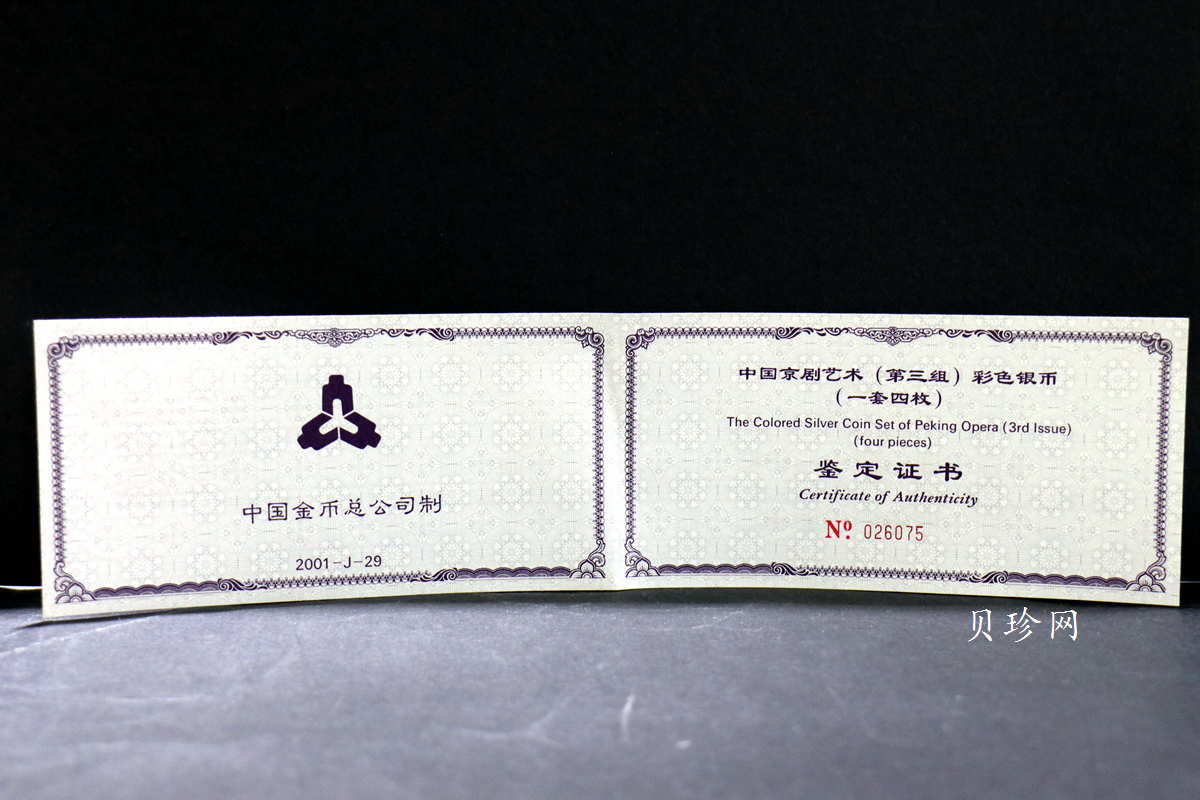 中国金币总公司制
2001-J-29
中国京剧艺术（第三组）彩色银币
（一套四枚）
The Colored Silver Coin Set of Peking Opera (3rd Issue)
(four pieces)
鉴定证书
Certificate of Authenticity
Nº 026075
贝珍网